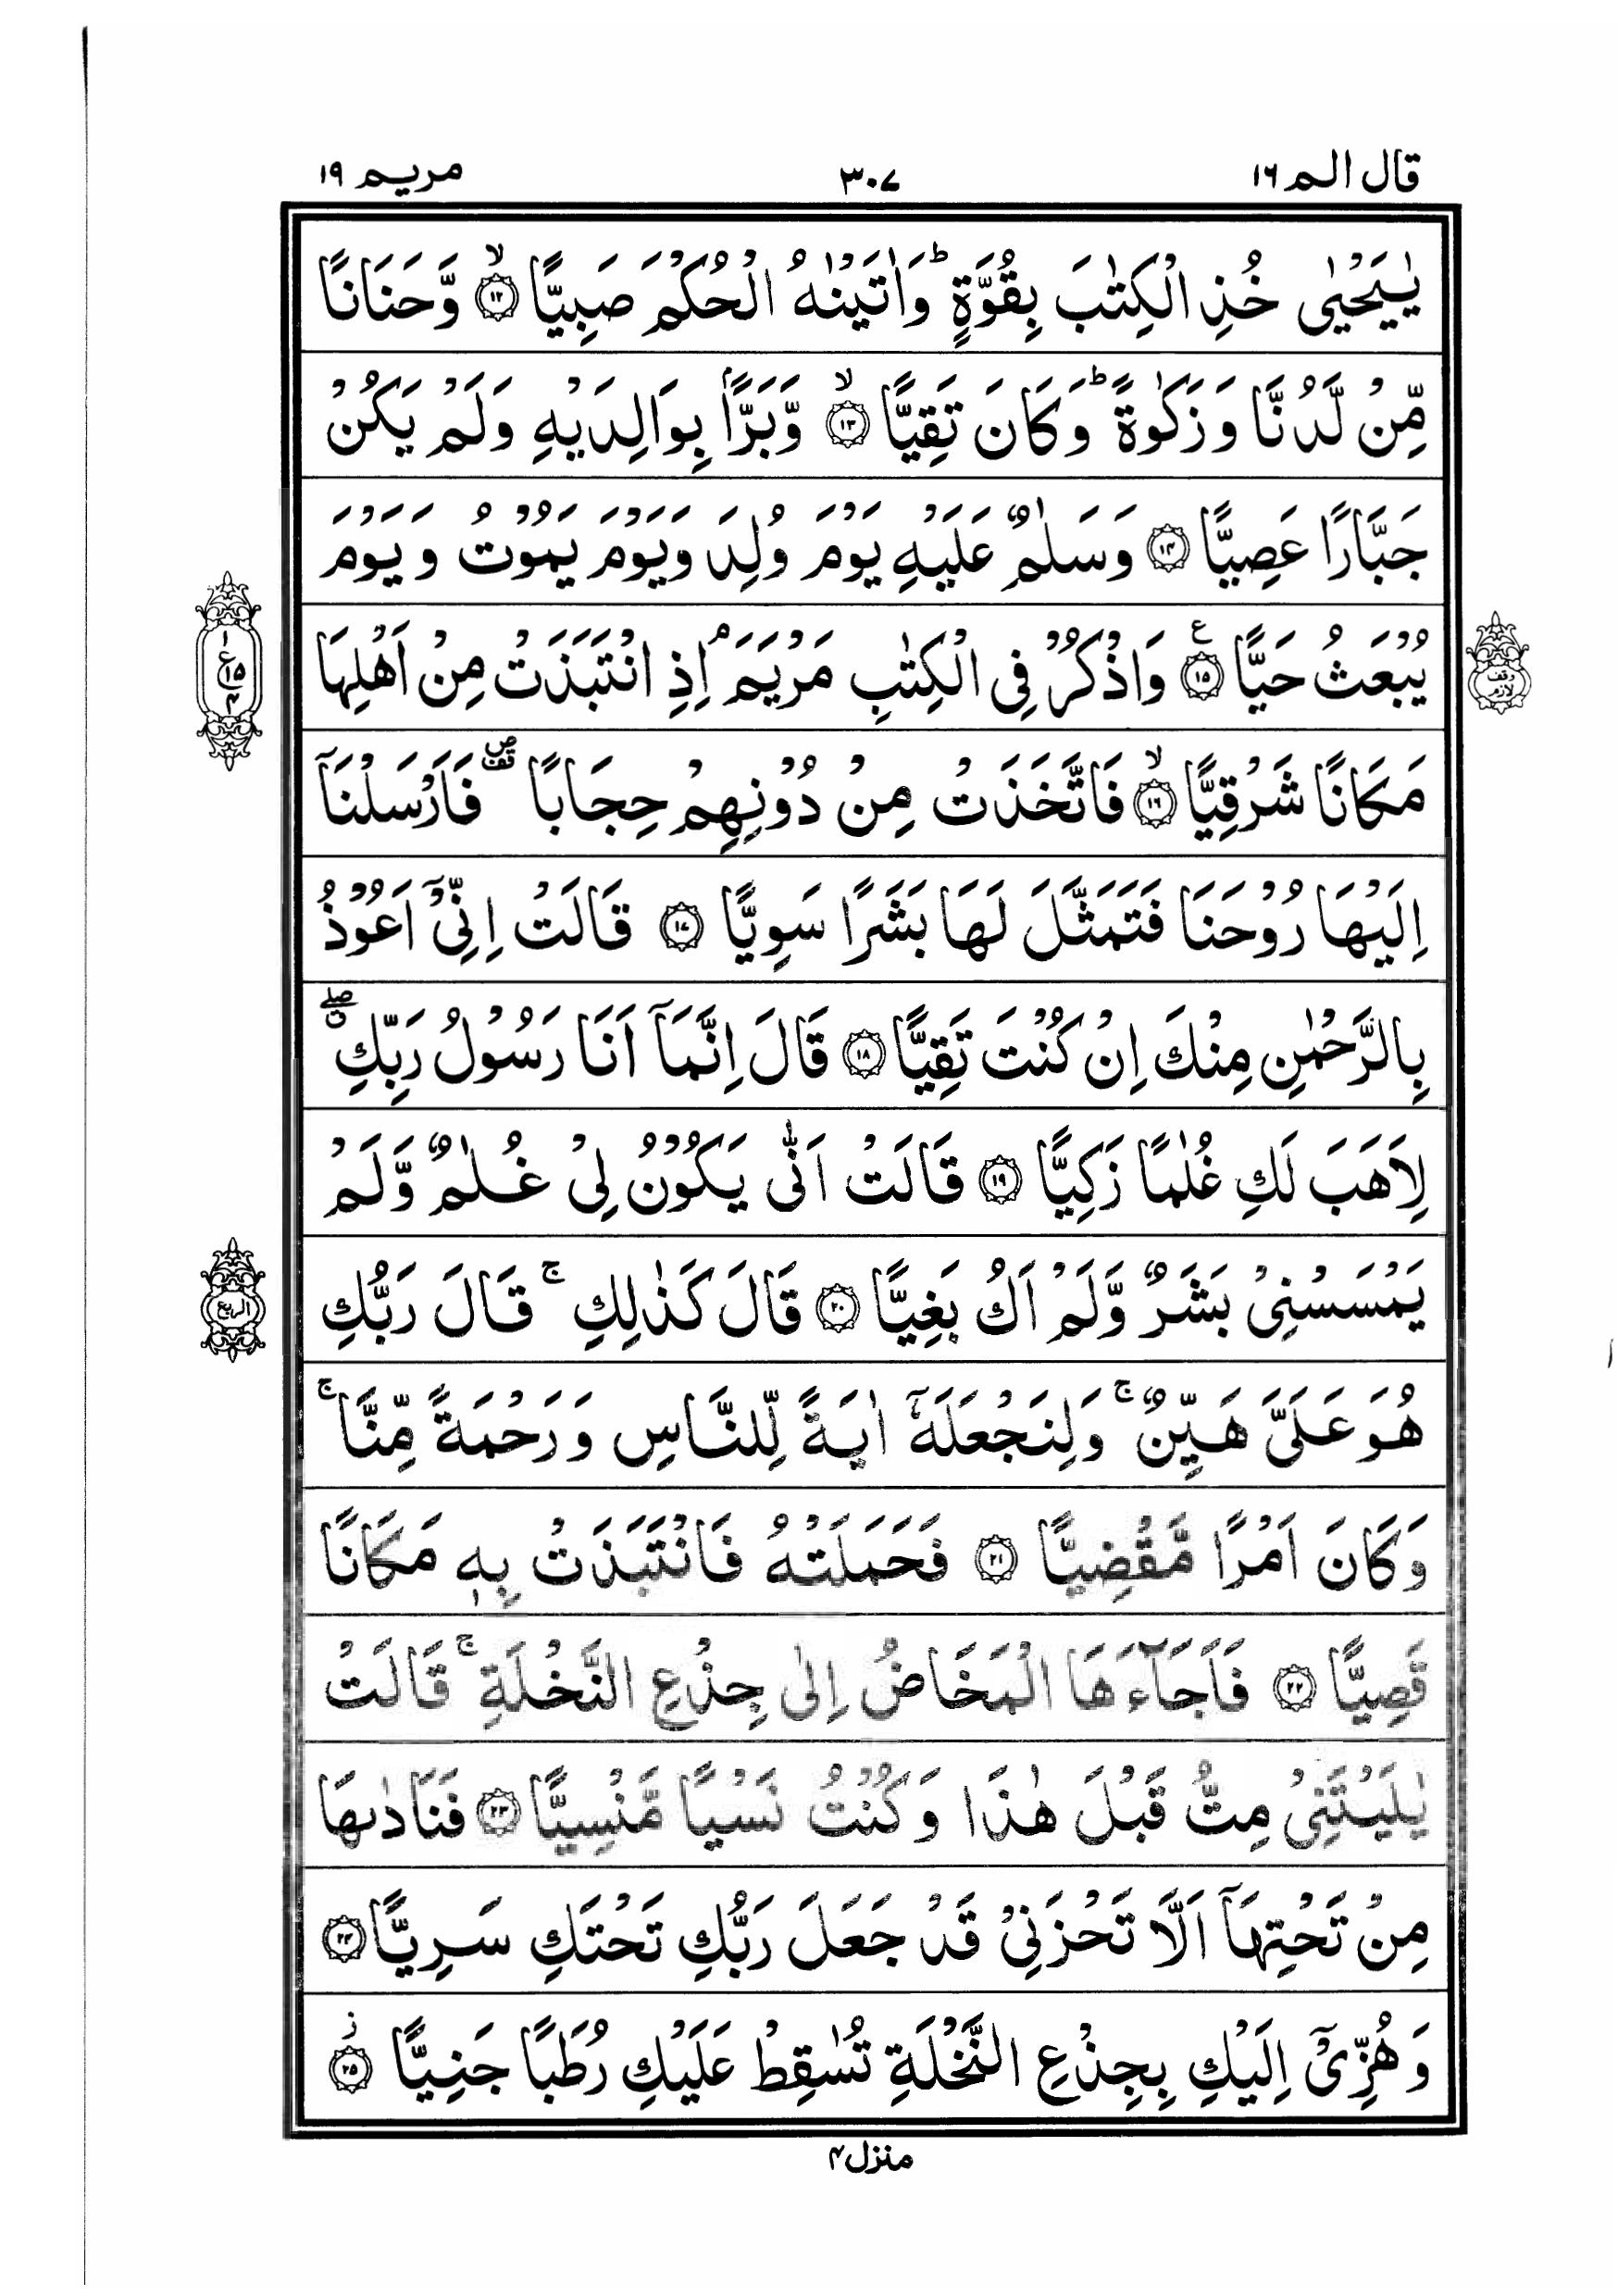 قال الم ١٦
٣٠٧
مريم ١٩
يٰيَحْيٰى خُذِ الْكِتٰبَ بِقُوَّةٍ ؕ وَاٰتَيْنٰهُ الْحُكْمَ صَبِيًّا ۙ‏﴿۱۲﴾ وَّحَنَانًا
مِّنْ لَّدُنَّا وَزَكٰوةً ؕ وَكَانَ تَقِيًّا ۙ‏﴿۱۳﴾ وَّبَرًّۢا بِوَالِدَيْهِ وَلَمْ يَكُنْ
جَبَّارًا عَصِيًّا ﴿۱۴﴾ وَسَلٰمٌ عَلَيْهِ يَوْمَ وُلِدَ وَيَوْمَ يَمُوْتُ وَيَوْمَ
يُبْعَثُ حَيًّا ﴿۱۵﴾ ع وَاذْكُرْ فِى الْكِتٰبِ مَرْيَمَ ۘ اِذِ انْتَبَذَتْ مِنْ اَهْلِهَا
ع
١
١٥
٤
وقف لازم
مَكَانًا شَرْقِيًّا ۙ‏﴿۱۶﴾ فَاتَّخَذَتْ مِنْ دُوْنِهِمْ حِجَابًا قف ص فَاَرْسَلْنَاۤ
اِلَيْهَا رُوْحَنَا فَتَمَثَّلَ لَهَا بَشَرًا سَوِيًّا ﴿۱۷﴾ قَالَتْ اِنِّىْۤ اَعُوْذُ
بِالرَّحْمٰنِ مِنْكَ اِنْ كُنْتَ تَقِيًّا ﴿۱۸﴾ قَالَ اِنَّمَاۤ اَنَا رَسُوْلُ رَبِّكِ ۖ ق
لِاَهَبَ لَكِ غُلٰمًا زَكِيًّا ﴿۱۹﴾ قَالَتْ اَنّٰى يَكُوْنُ لِىْ غُلٰمٌ وَّلَمْ
يَمْسَسْنِىْ بَشَرٌ وَّلَمْ اَكُ بَغِيًّا ﴿۲۰﴾ قَالَ كَذٰلِكِ ۚ قَالَ رَبُّكِ
الربع
هُوَ عَلَىَّ هَيِّنٌ ۚ وَلِنَجْعَلَهٗۤ اٰيَةً لِّلنَّاسِ وَرَحْمَةً مِّنَّا ۚ
وَكَانَ اَمْرًا مَّقْضِيًّا ﴿۲۱﴾ فَحَمَلَتْهُ فَانْتَبَذَتْ بِهٖ مَكَانًا
قَصِيًّا ﴿۲۲﴾ فَاَجَآءَهَا الْمَخَاضُ اِلٰى جِذْعِ النَّخْلَةِ ۚ قَالَتْ
يٰلَيْتَنِىْ مِتُّ قَبْلَ هٰذَا وَكُنْتُ نَسْيًا مَّنْسِيًّا ﴿۲۳﴾ فَنَادٰىهَا
مِنْ تَحْتِهَاۤ اَلَّا تَحْزَنِىْ قَدْ جَعَلَ رَبُّكِ تَحْتَكِ سَرِيًّا ﴿۲۴﴾
وَهُزِّىْۤ اِلَيْكِ بِجِذْعِ النَّخْلَةِ تُسٰقِطْ عَلَيْكِ رُطَبًا جَنِيًّا ز ﴿۲۵﴾
منزل ۴